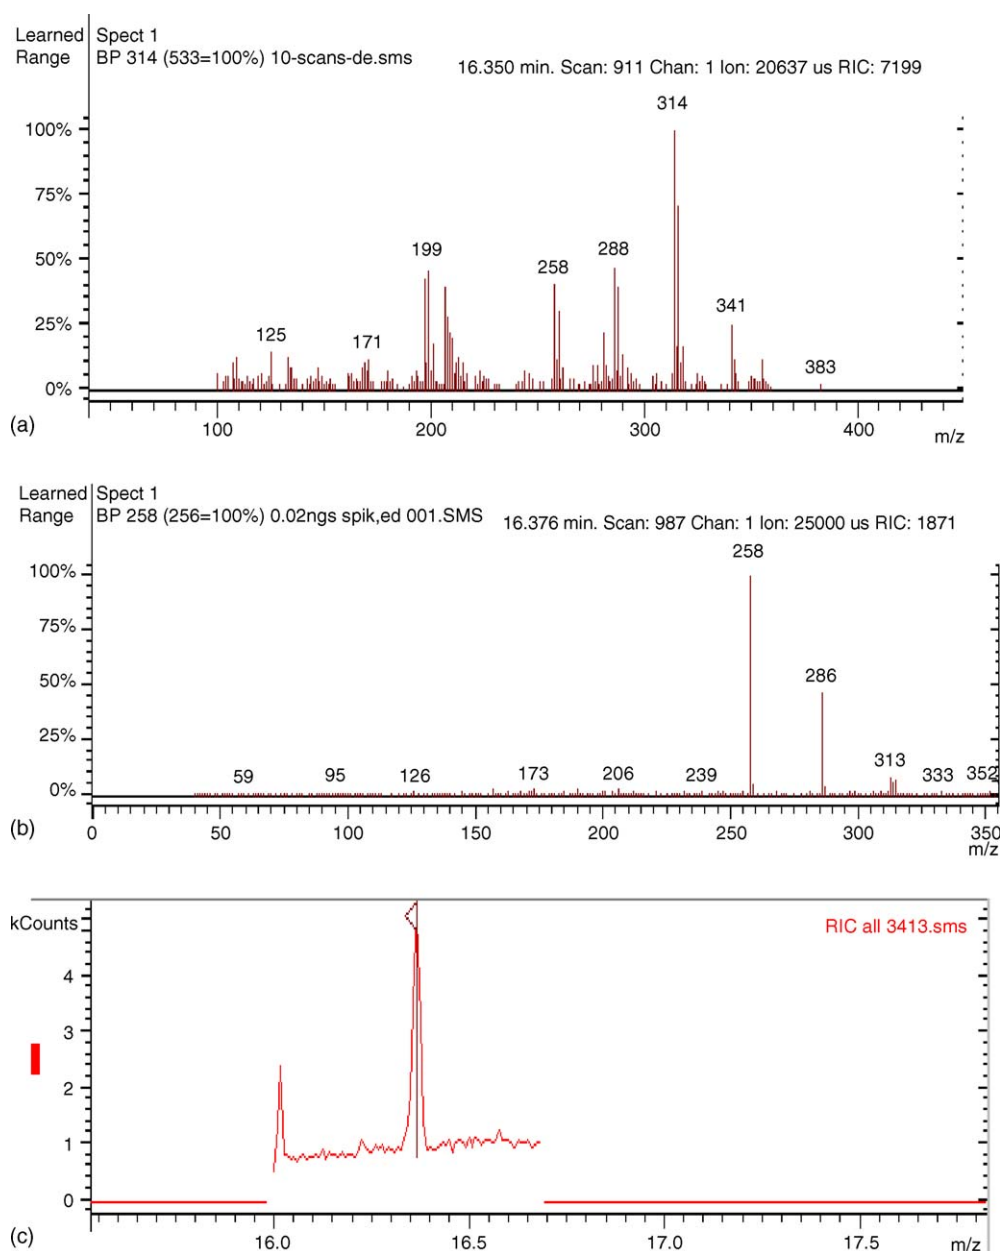 Learned Spect 1
Range BP 314 (533=100%) 10-scans-de.sms
16.350 min. Scan: 911 Chan: 1 Ion: 20637 us RIC: 7199
314
100%
75%
50%
199
258
288
25%
125
171
341
383
0%
(a)
100 200 300 400
m/z
Learned Spect 1
Range BP 258 (256=100%) 0.02ngs spik,ed 001.SMS
16.376 min. Scan: 987 Chan: 1 Ion: 25000 us RIC: 1871
258
100%
75%
286
50%
25%
59 95 126 173 206 239 313 333 352
0%
(b)
0 50 100 150 200 250 300 350
m/z
kCounts
RIC all 3413.sms
4
3
2
1
0
(c)
16.0 16.5 17.0 17.5
m/z